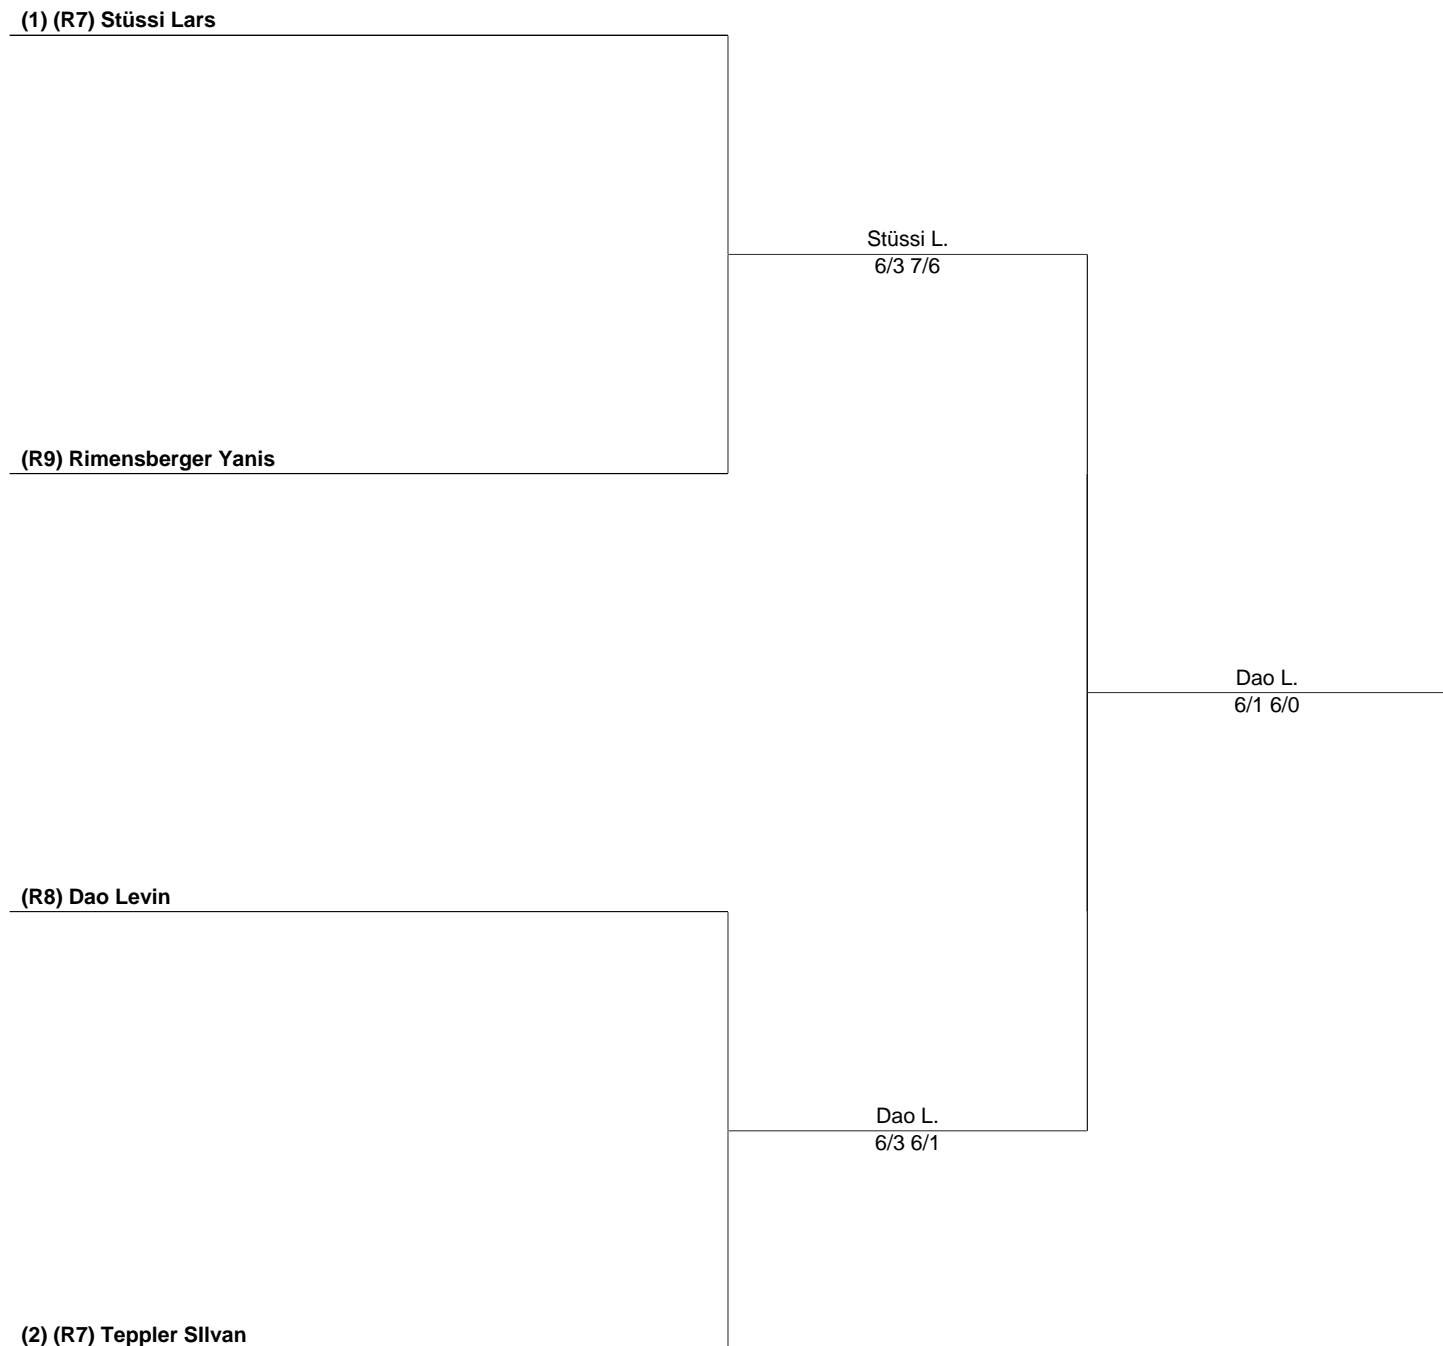 (1) (R7) Stüssi Lars
Stüssi L.
6/3 7/6
(R9) Rimensberger Yanis
Dao L.
6/1 6/0
(R8) Dao Levin
Dao L.
6/3 6/1
(2) (R7) Teppler SIlvan